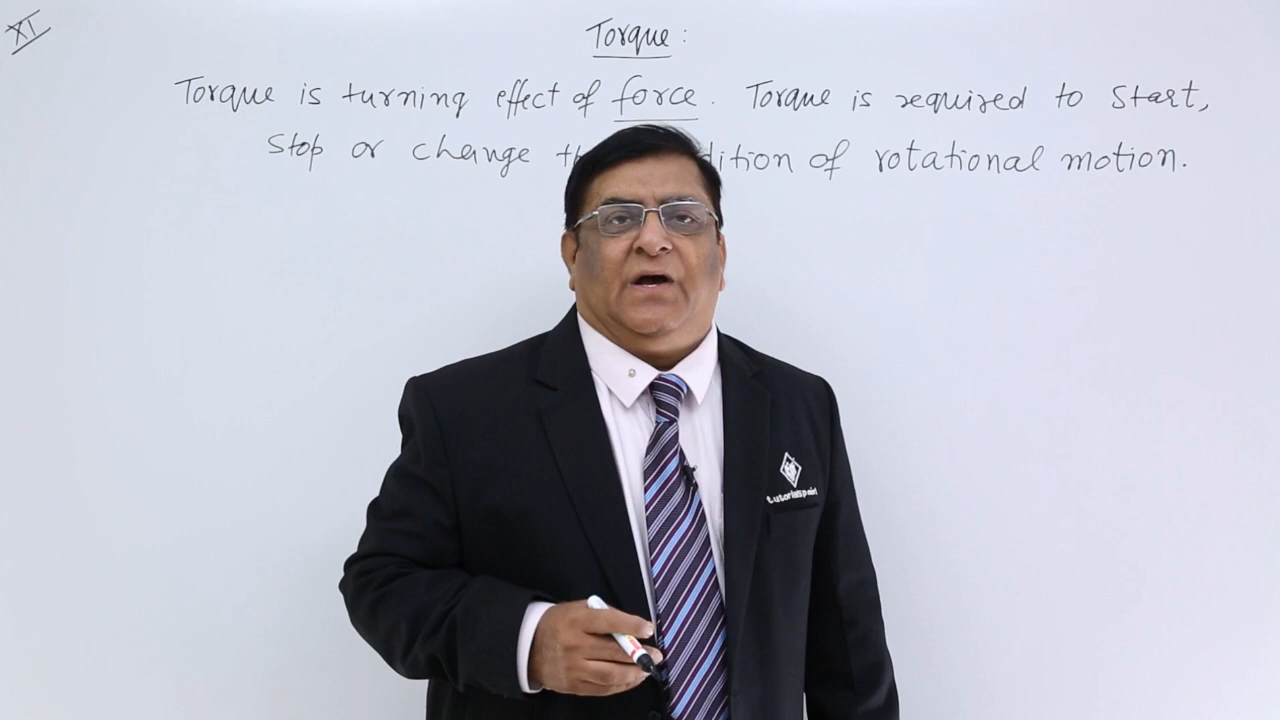 XI
Torque :
Torque is turning effect of force. Torque is required to start,
Stop or change th dition of rotational motion.
tutorialspoint